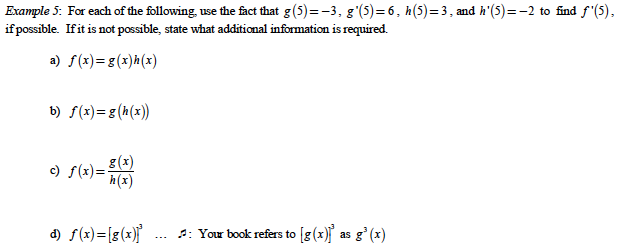 Example 5: For each of the following, use the fact that g(5)=-3, g'(5)=6, h(5)=3, and h'(5)=-2 to find f'(5),
if possible. If it is not possible, state what additional information is required.
a) f(x)=g(x)h(x)
b) f(x)=g(h(x))
c) f(x)=g(x)/h(x)
d) f(x)=[g(x)]³ ... ♬: Your book refers to [g(x)]³ as g³(x)